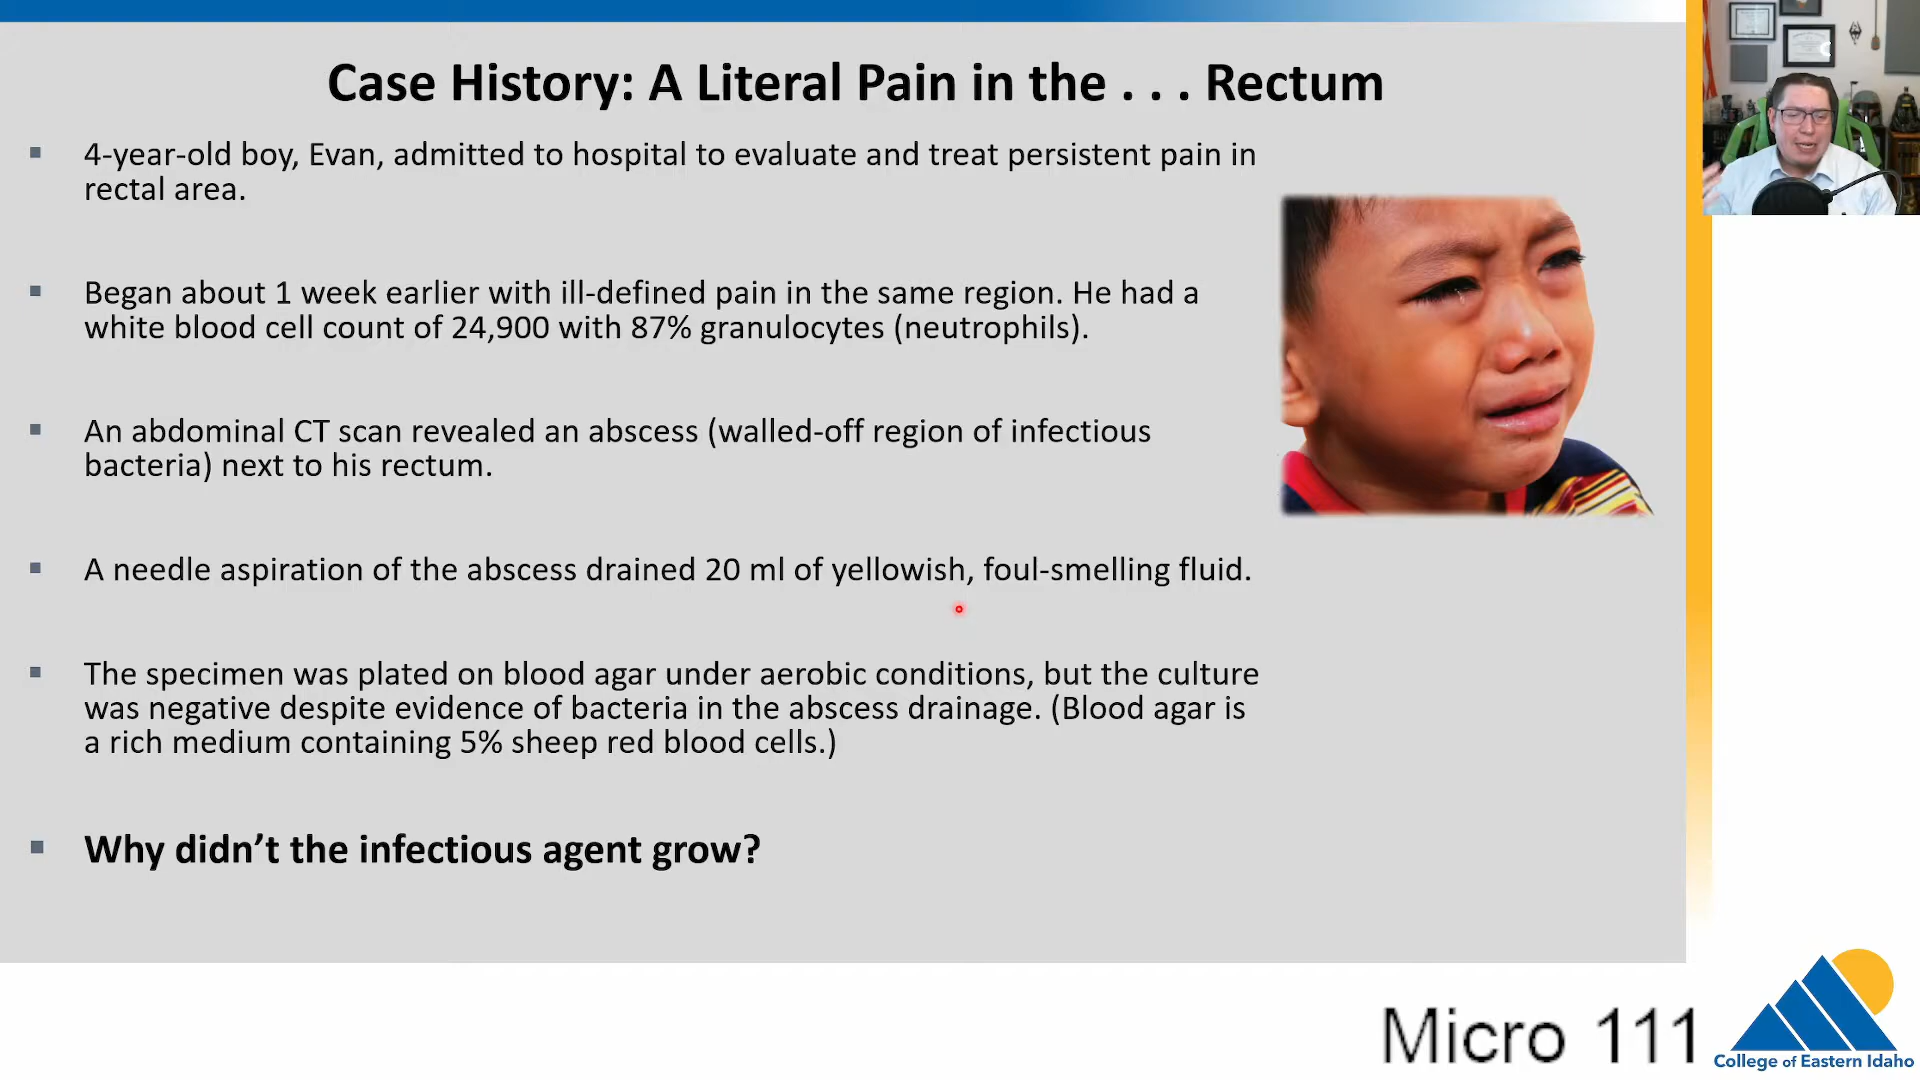 Case History: A Literal Pain in the . . . Rectum
▪ 4-year-old boy, Evan, admitted to hospital to evaluate and treat persistent pain in
rectal area.
▪ Began about 1 week earlier with ill-defined pain in the same region. He had a
white blood cell count of 24,900 with 87% granulocytes (neutrophils).
▪ An abdominal CT scan revealed an abscess (walled-off region of infectious
bacteria) next to his rectum.
▪ A needle aspiration of the abscess drained 20 ml of yellowish, foul-smelling fluid.
▪ The specimen was plated on blood agar under aerobic conditions, but the culture
was negative despite evidence of bacteria in the abscess drainage. (Blood agar is
a rich medium containing 5% sheep red blood cells.)
▪ Why didn’t the infectious agent grow?
Micro 111
College of Eastern Idaho